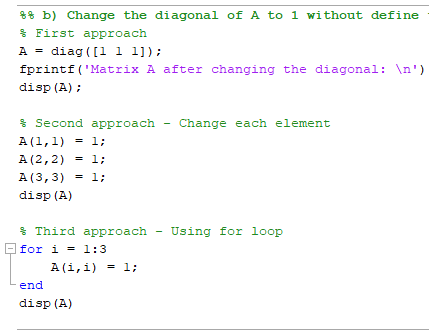 %% b) Change the diagonal of A to 1 without define
% First approach
A = diag([1 1 1]);
fprintf('Matrix A after changing the diagonal: \n')
disp(A);
% Second approach - Change each element
A(1,1) = 1;
A(2,2) = 1;
A(3,3) = 1;
disp(A)
% Third approach - Using for loop
for i = 1:3
A(i,i) = 1;
end
disp(A)